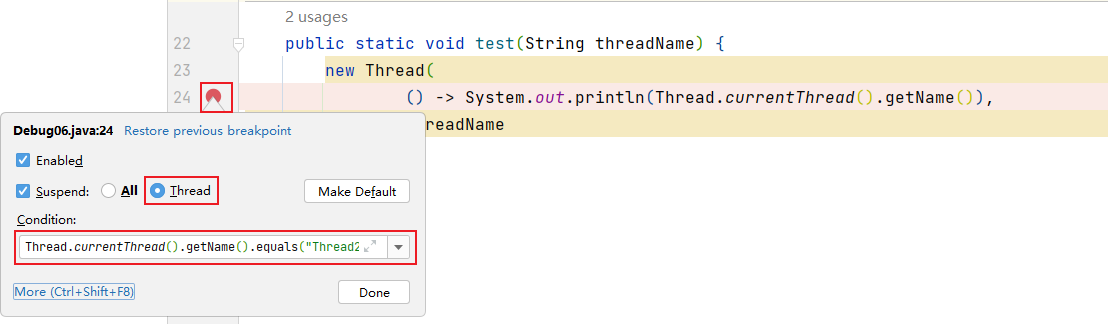 2 usages
22 public static void test(String threadName) {
23 new Thread(
24 () -> System.out.println(Thread.currentThread().getName()),
readName
Debug06.java:24 Restore previous breakpoint
Enabled
Suspend: All Thread Make Default
Condition:
Thread.currentThread().getName().equals("Thread2
More (Ctrl+Shift+F8) Done